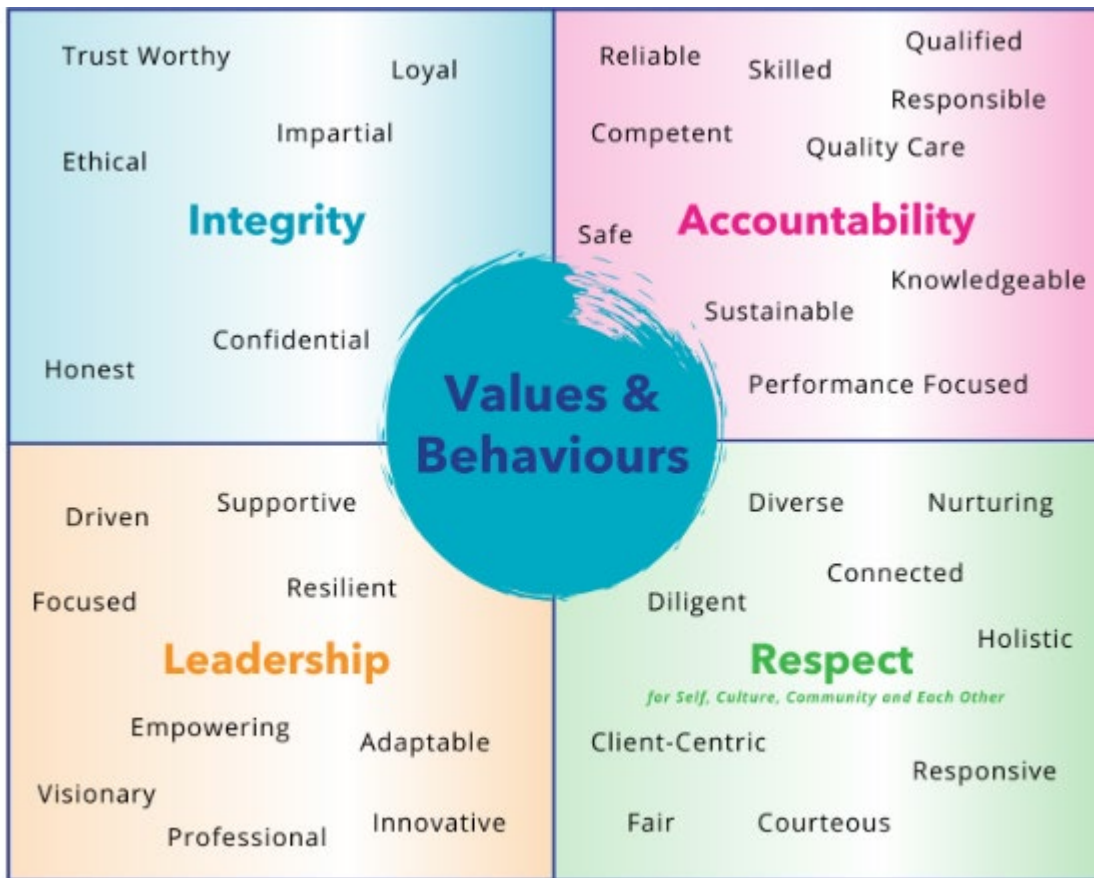 Trust Worthy
Loyal
Impartial
Ethical
Integrity
Confidential
Honest
Reliable
Skilled
Qualified
Responsible
Competent
Quality Care
Safe
Accountability
Knowledgeable
Sustainable
Performance Focused
Values &
Behaviours
Driven
Supportive
Focused
Resilient
Leadership
Empowering
Adaptable
Visionary
Professional
Innovative
Diverse
Nurturing
Connected
Diligent
Holistic
Respect
for Self, Culture, Community and Each Other
Client-Centric
Responsive
Fair
Courteous